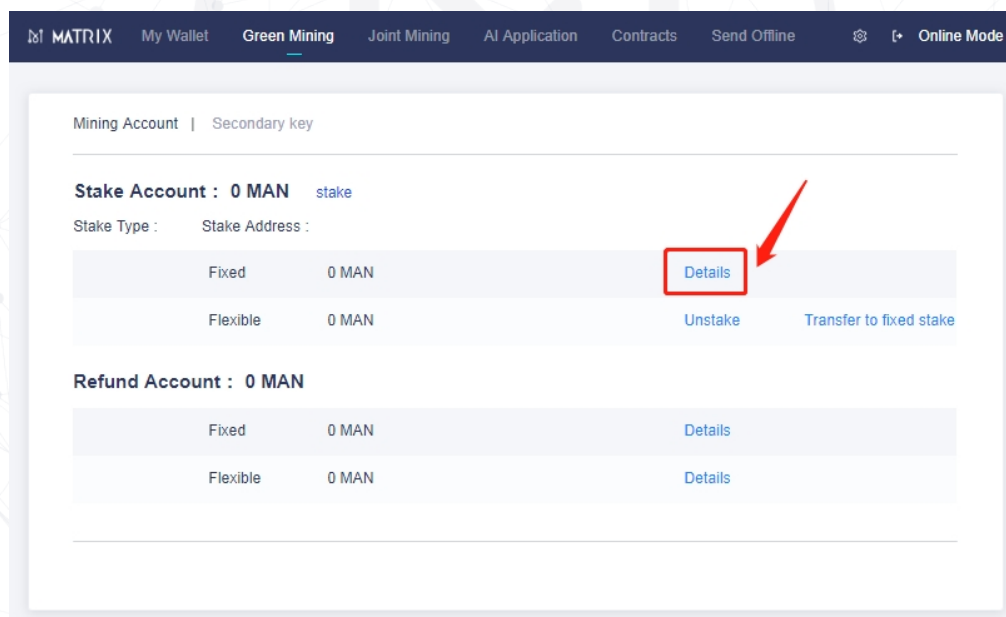 MATRIX My Wallet Green Mining Joint Mining AI Application Contracts Send Offline Online Mode
Mining Account | Secondary key
Stake Account : 0 MAN stake
Stake Type : Stake Address :
Fixed 0 MAN Details
Flexible 0 MAN Unstake Transfer to fixed stake
Refund Account : 0 MAN
Fixed 0 MAN Details
Flexible 0 MAN Details